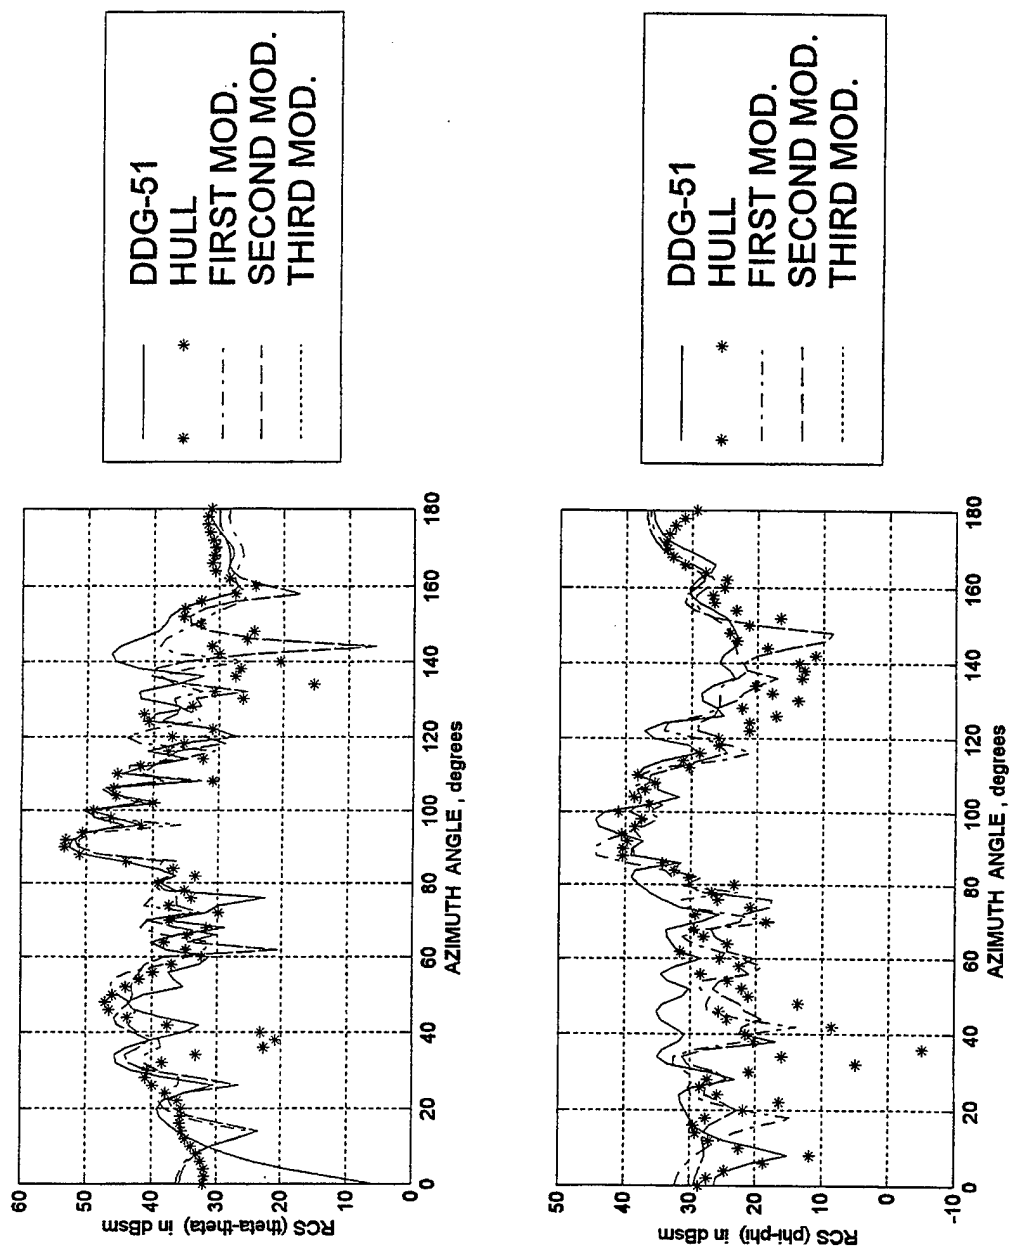 DDG-51
HULL
FIRST MOD.
SECOND MOD.
THIRD MOD.
60
50
40
30
20
10
0
RCS (theta-theta) in dBsm
0 20 40 60 80 100 120 140 160 180
AZIMUTH ANGLE , degrees
DDG-51
HULL
FIRST MOD.
SECOND MOD.
THIRD MOD.
50
40
30
20
10
0
-10
RCS (phi-phi) in dBsm
0 20 40 60 80 100 120 140 160 180
AZIMUTH ANGLE , degrees